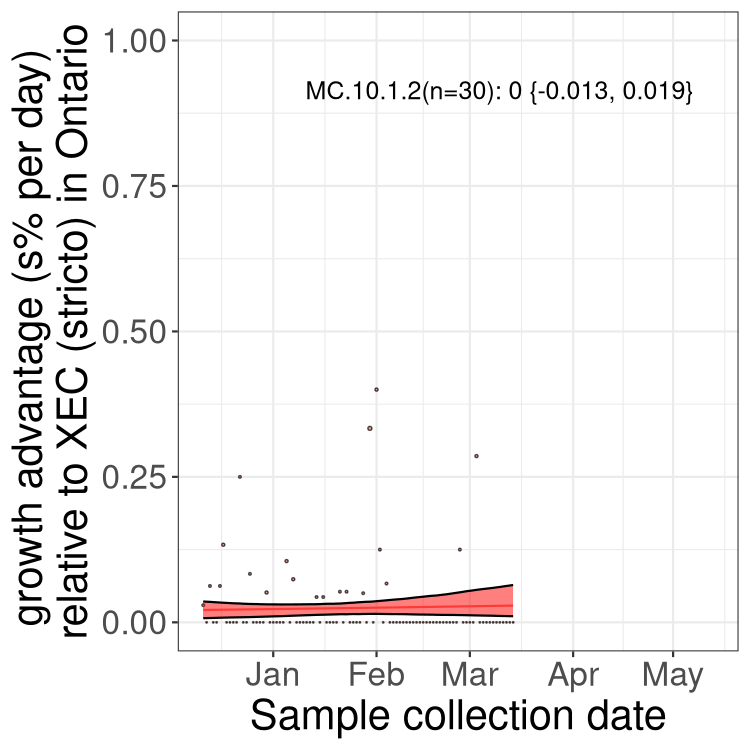 growth advantage (s% per day)
relative to XEC (stricto) in Ontario
1.00
0.75
0.50
0.25
0.00
MC.10.1.2(n=30): 0 {-0.013, 0.019}
Jan Feb Mar Apr May
Sample collection date